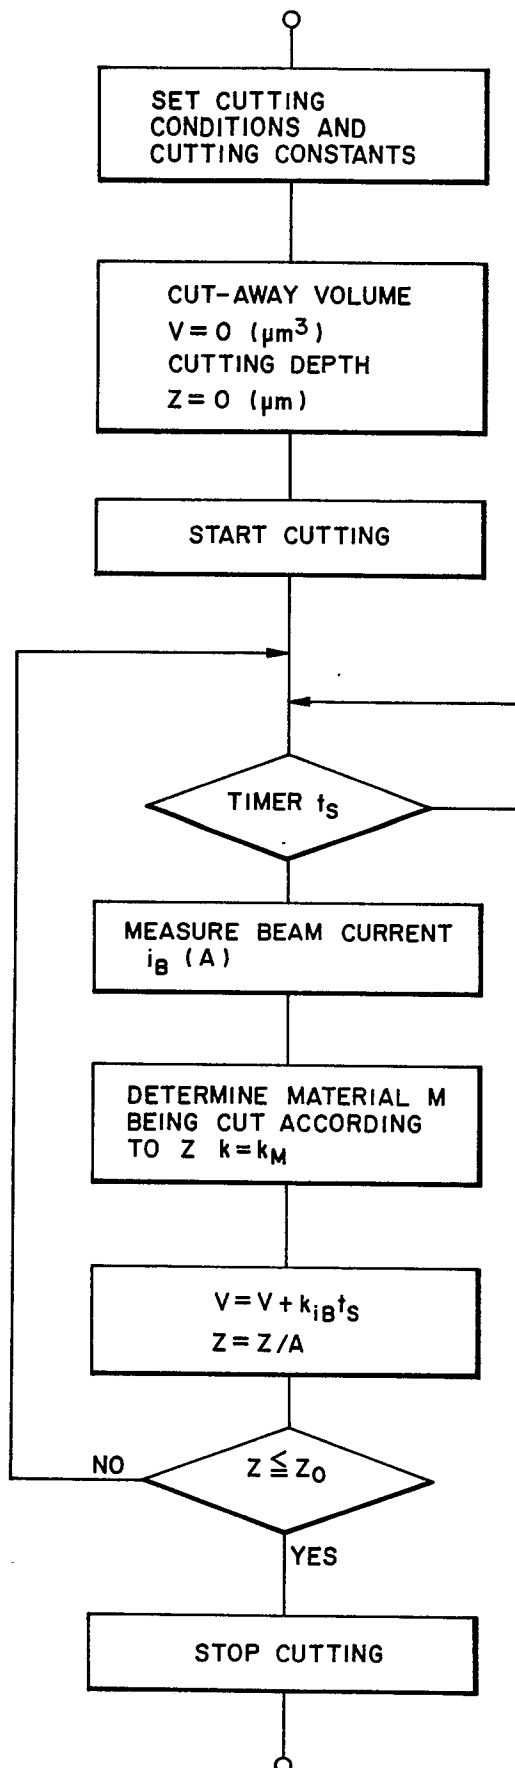 SET CUTTING
CONDITIONS AND
CUTTING CONSTANTS
CUT-AWAY VOLUME
V=0 (μm³)
CUTTING DEPTH
Z=0 (μm)
START CUTTING
TIMER tS
MEASURE BEAM CURRENT
iB (A)
DETERMINE MATERIAL M
BEING CUT ACCORDING
TO Z k=kM
V=V+kiBtS
Z=Z/A
NO
Z≦Z0
YES
STOP CUTTING